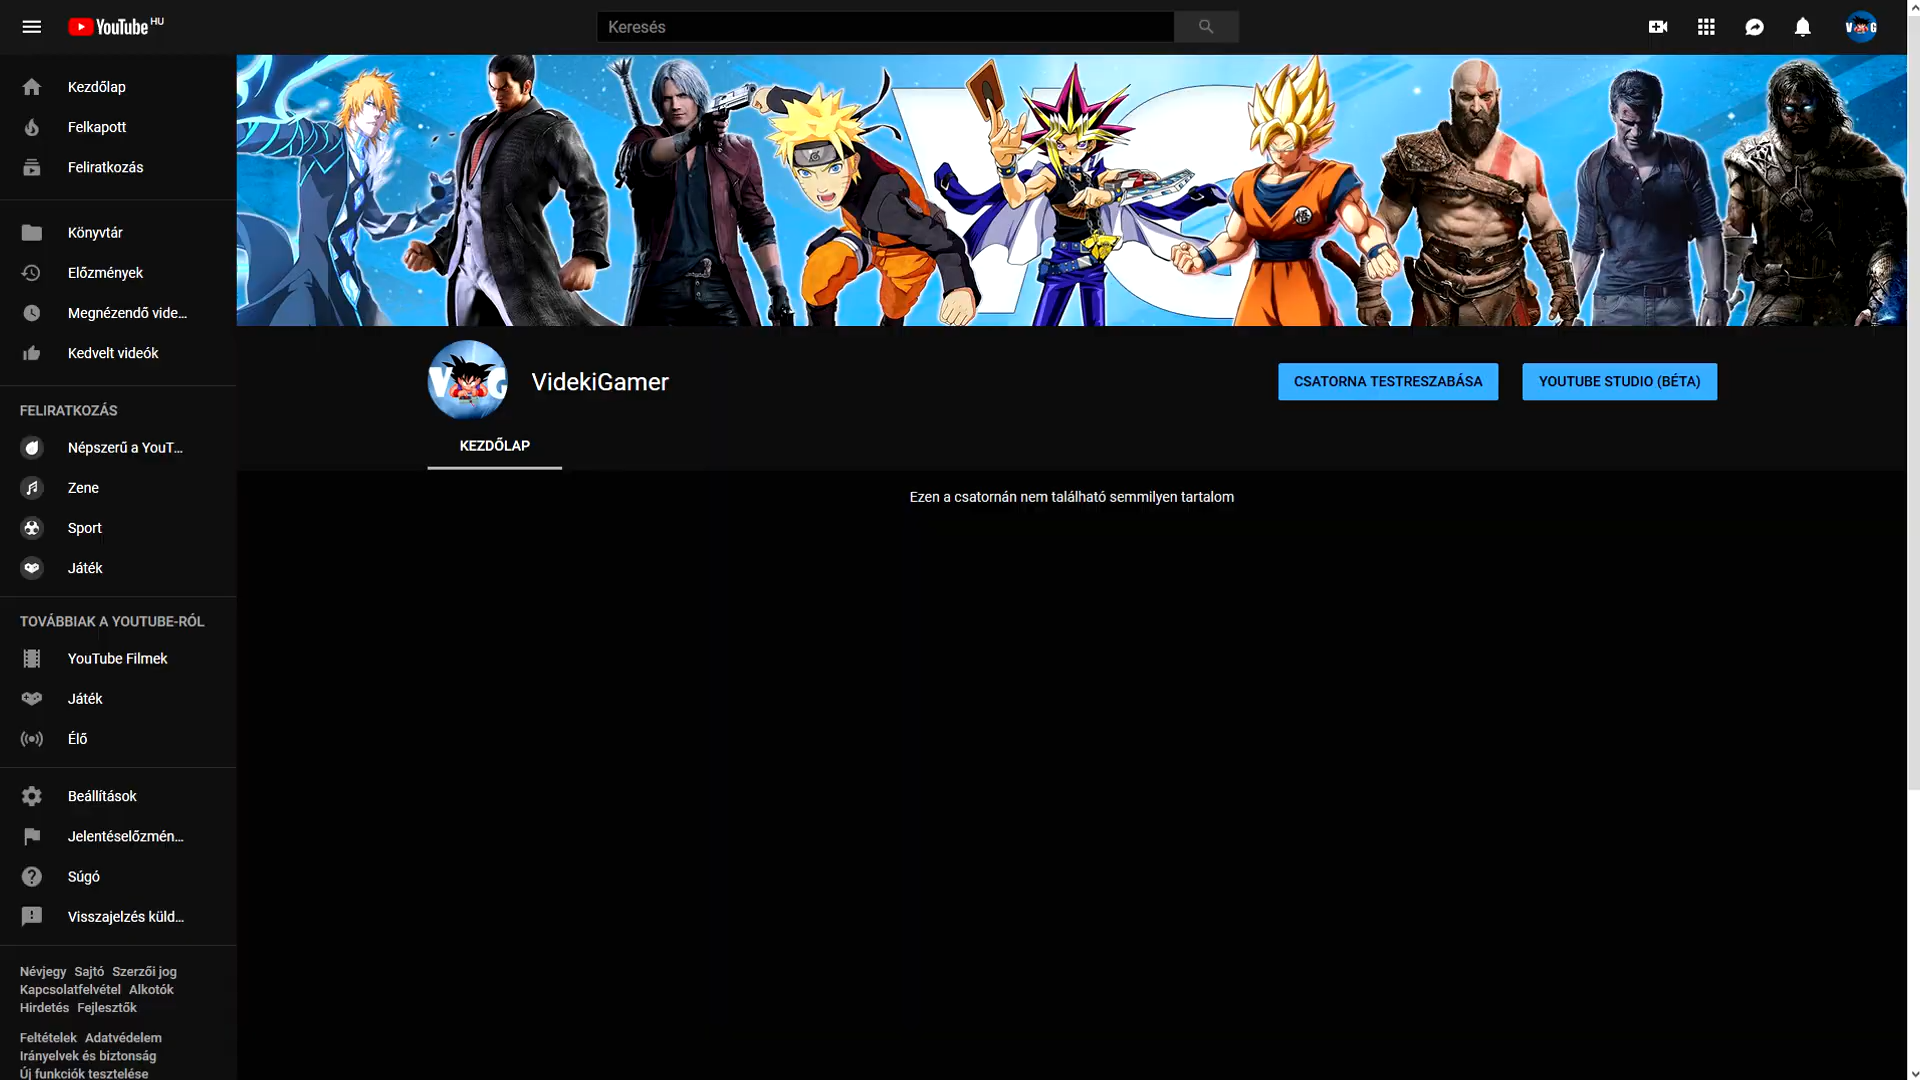 YouTube HU
Keresés
Kezdőlap
Felkapott
Feliratkozás
Könyvtár
Előzmények
Megnézendő vide...
Kedvelt videók
FELIRATKOZÁS
Népszerű a YouT...
Zene
Sport
Játék
TOVÁBBIAK A YOUTUBE-RÓL
YouTube Filmek
Játék
Élő
Beállítások
Jelentéselőzmén...
Súgó
Visszajelzés küld...
Névjegy Sajtó Szerzői jog
Kapcsolatfelvétel Alkotók
Hirdetés Fejlesztők
Feltételek Adatvédelem
Irányelvek és biztonság
Új funkciók tesztelése
VG
VG
VidekiGamer
CSATORNA TESTRESZABÁSA
YOUTUBE STUDIO (BÉTA)
KEZDŐLAP
Ezen a csatornán nem található semmilyen tartalom